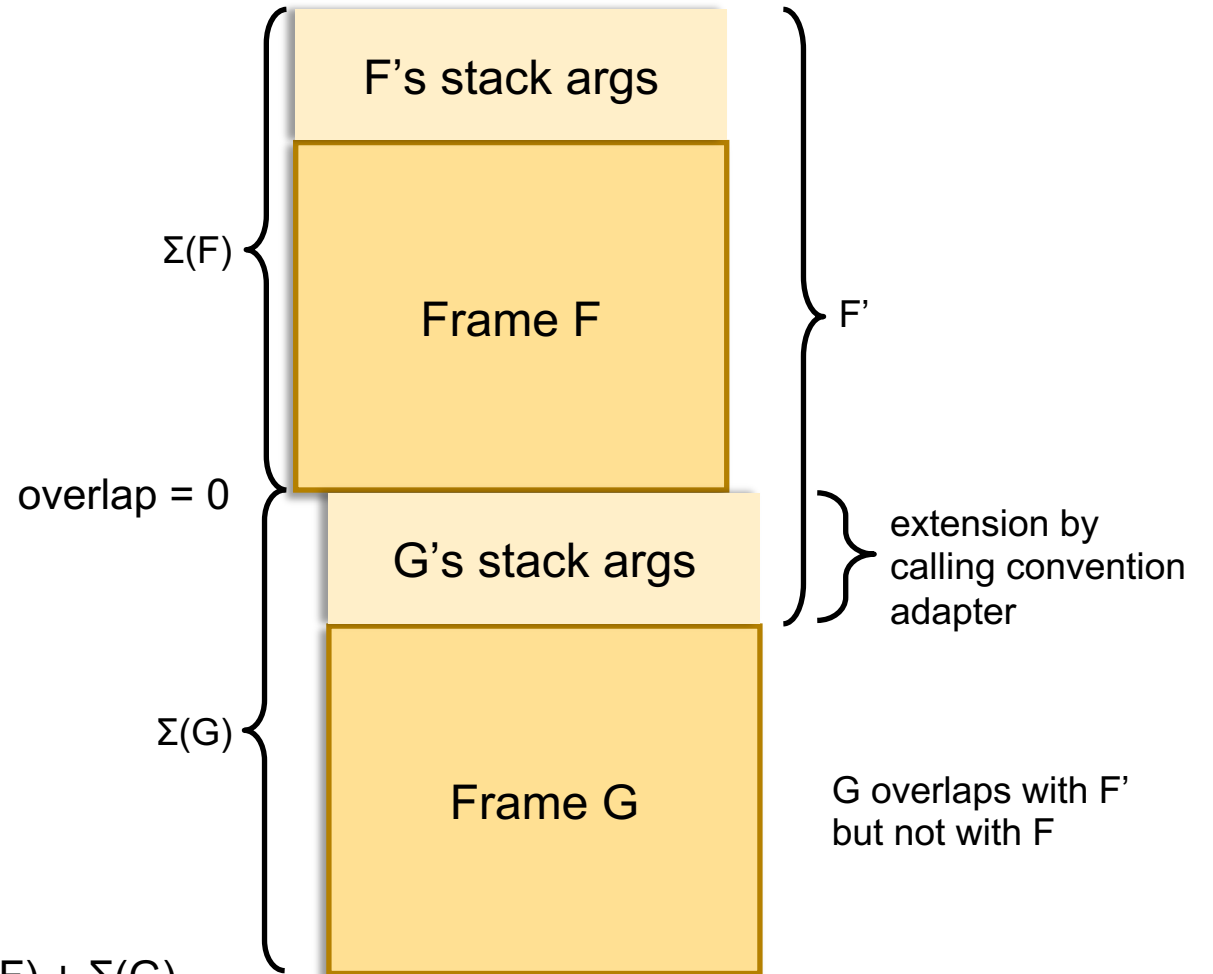 F’s stack args
Σ(F)
Frame F
F’
overlap = 0
G’s stack args
extension by
calling convention
adapter
Σ(G)
Frame G
G overlaps with F’
but not with F
+ Σ(G)